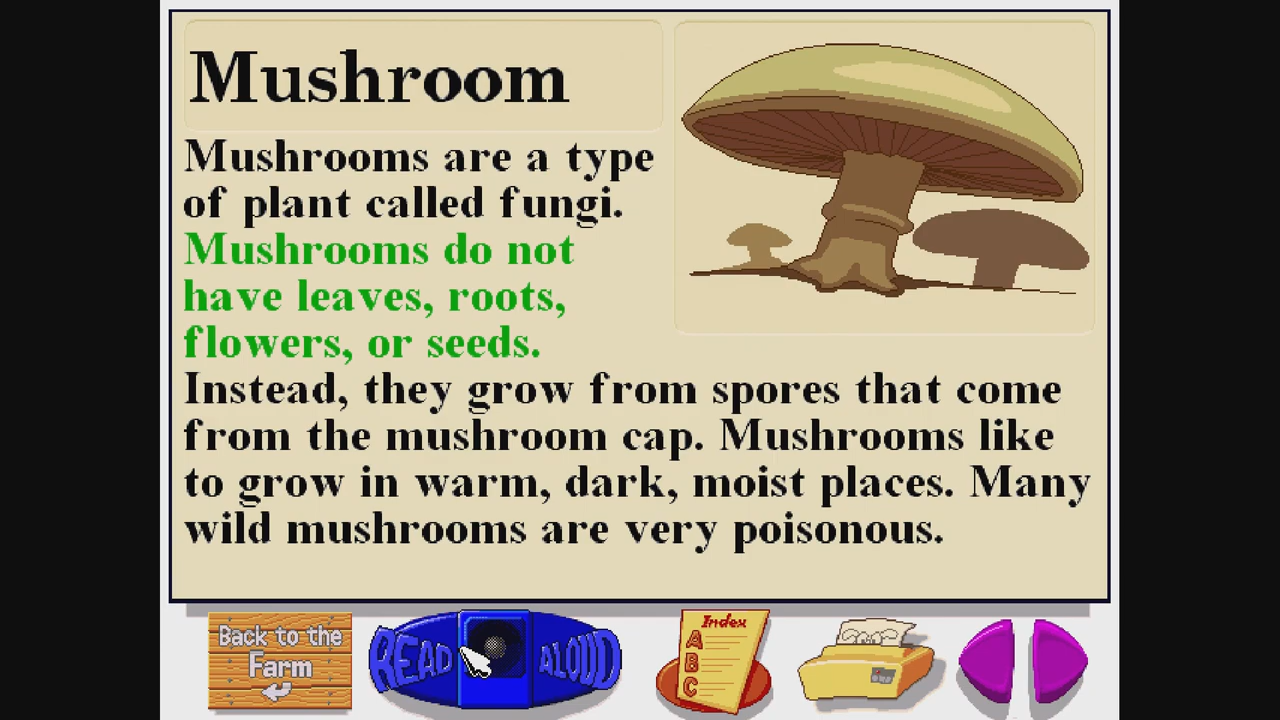 Mushroom
Mushrooms are a type
of plant called fungi.
Mushrooms do not
have leaves, roots,
flowers, or seeds.
Instead, they grow from spores that come
from the mushroom cap. Mushrooms like
to grow in warm, dark, moist places. Many
wild mushrooms are very poisonous.
Back to the
Farm
READ ALOUD
Index
A
B
C